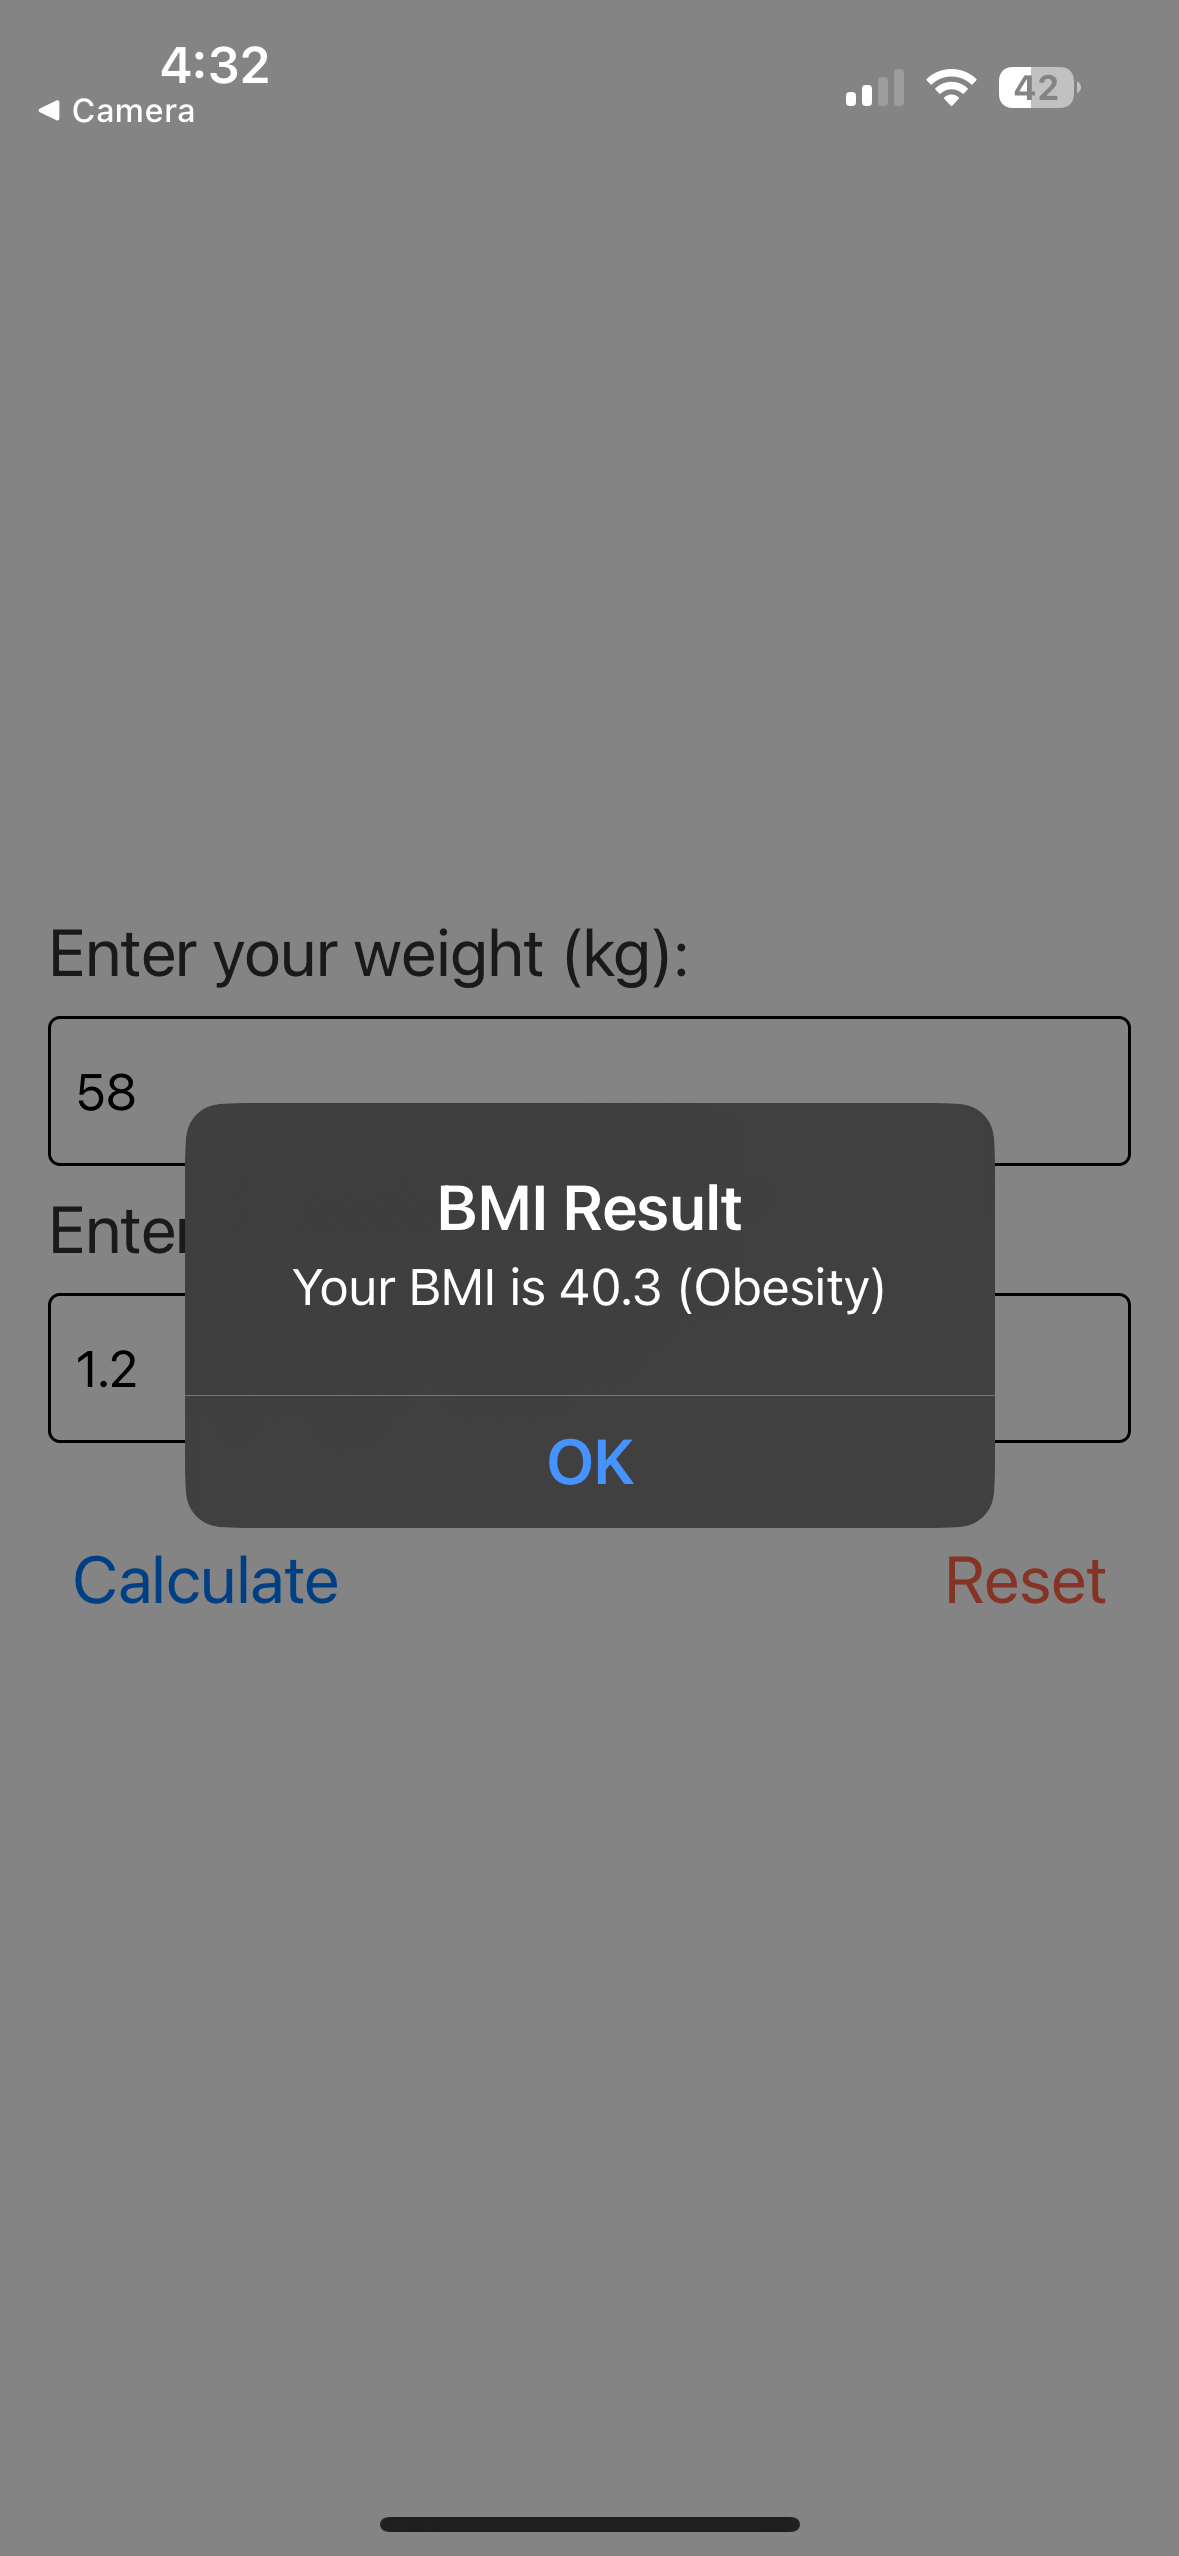 4:32
Camera
42
Enter your weight (kg):
58
Enter
1.2
BMI Result
Your BMI is 40.3 (Obesity)
OK
Calculate
Reset